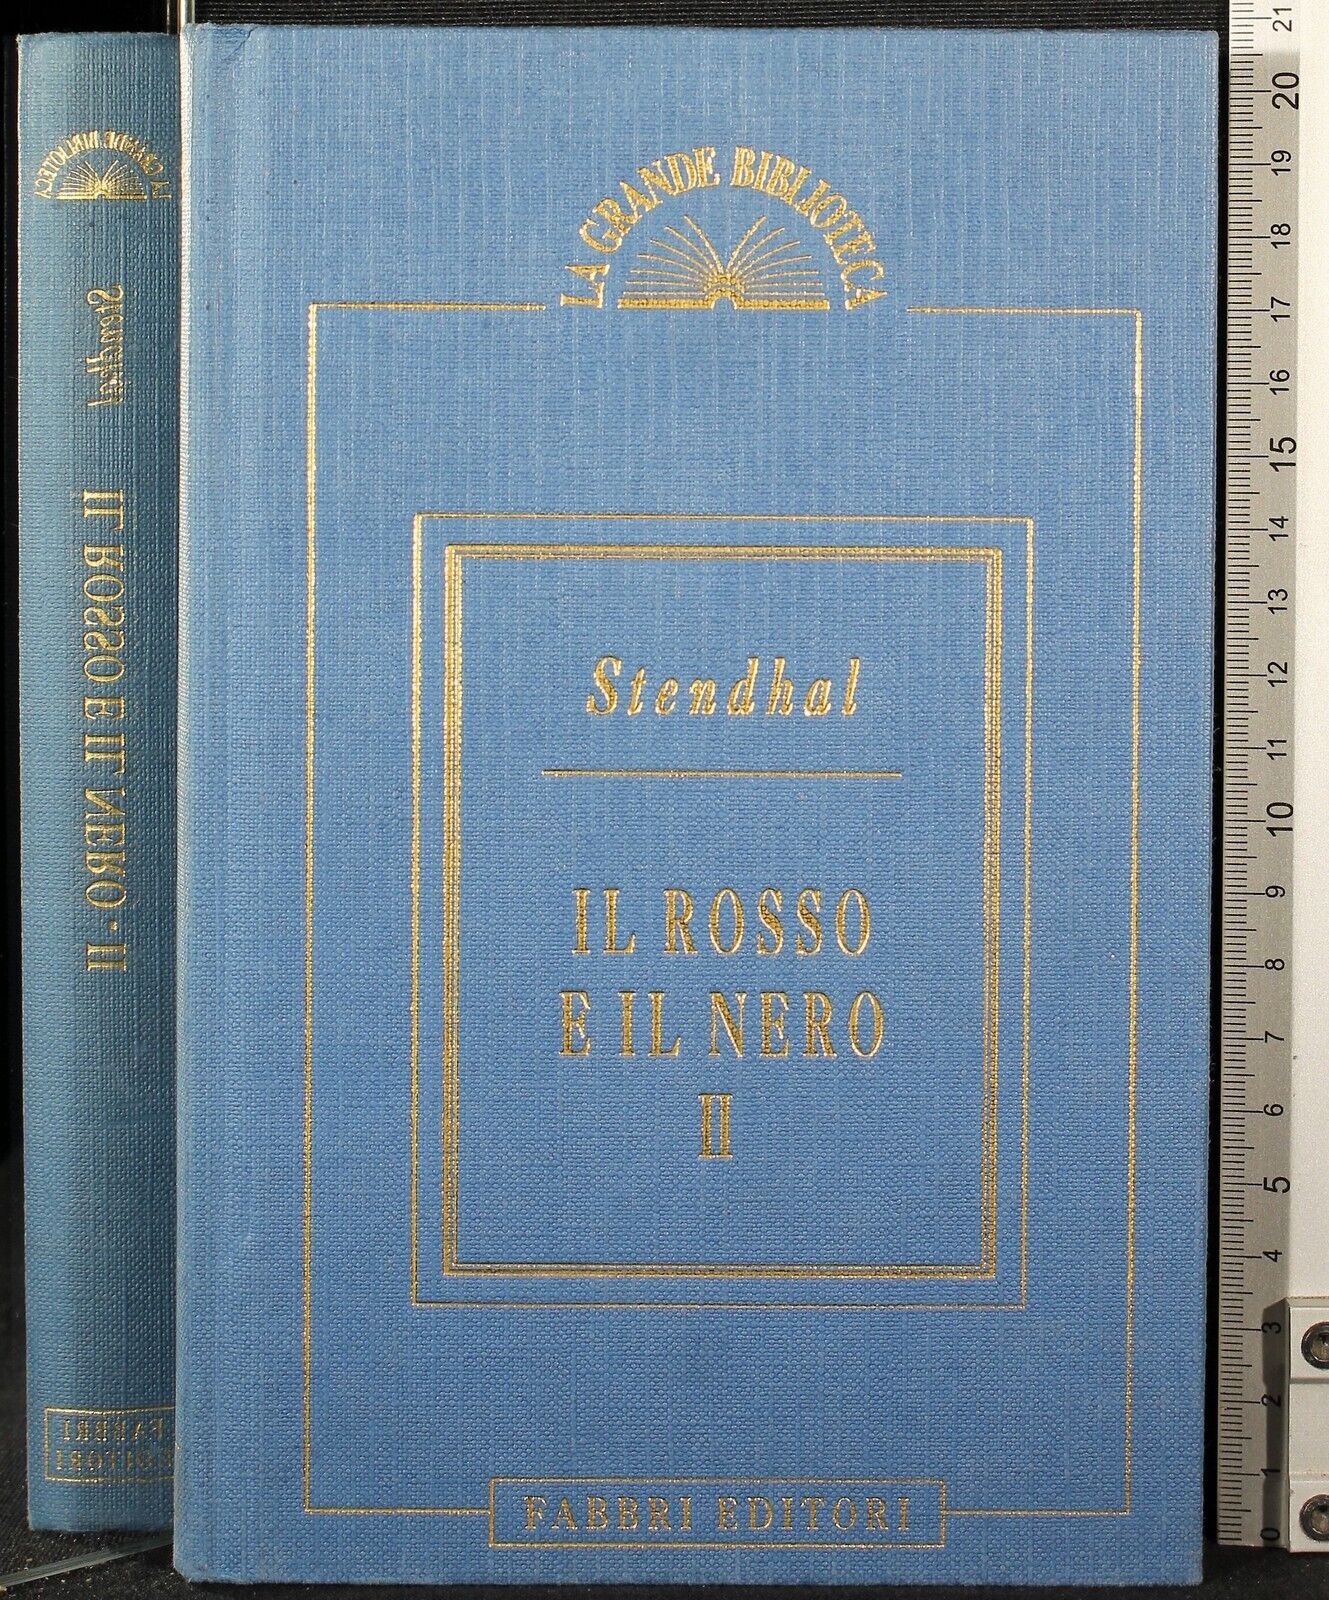 LA GRANDE BIBLIOTECA
Stendhal
IL ROSSO
E IL NERO
II
FABBRI EDITORI
LA GRANDE BIBLIOTECA
Stendhal
IL ROSSO E IL NERO · II
FABBRI
EDITORI
21
20
19
18
17
16
15
14
13
12
11
10
9
8
7
6
5
4
3
2
1
0